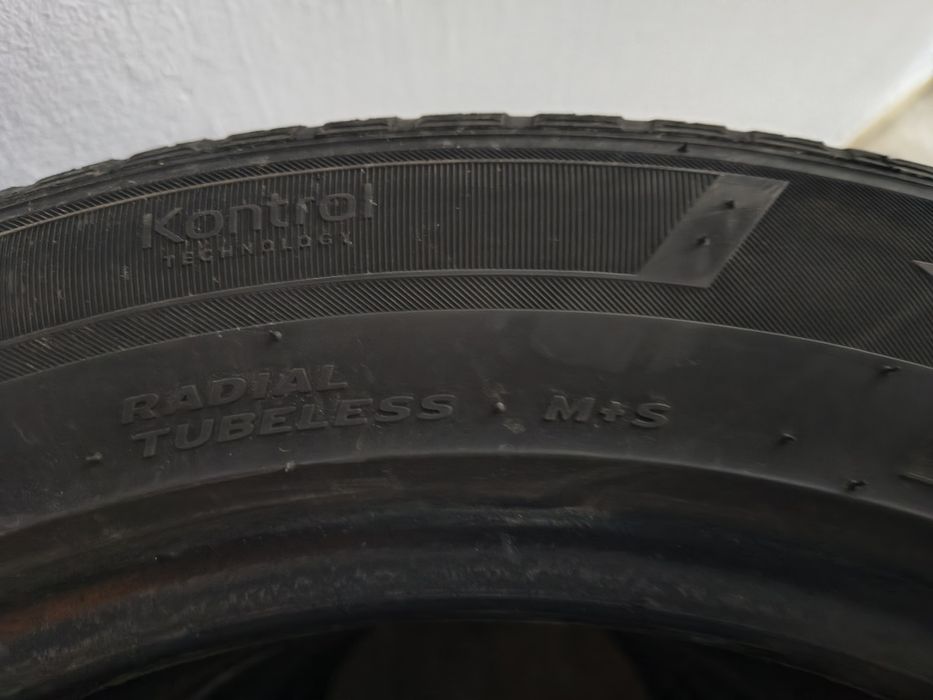 Kontrol
TECHNOLOGY
RADIAL
TUBELESS M+S